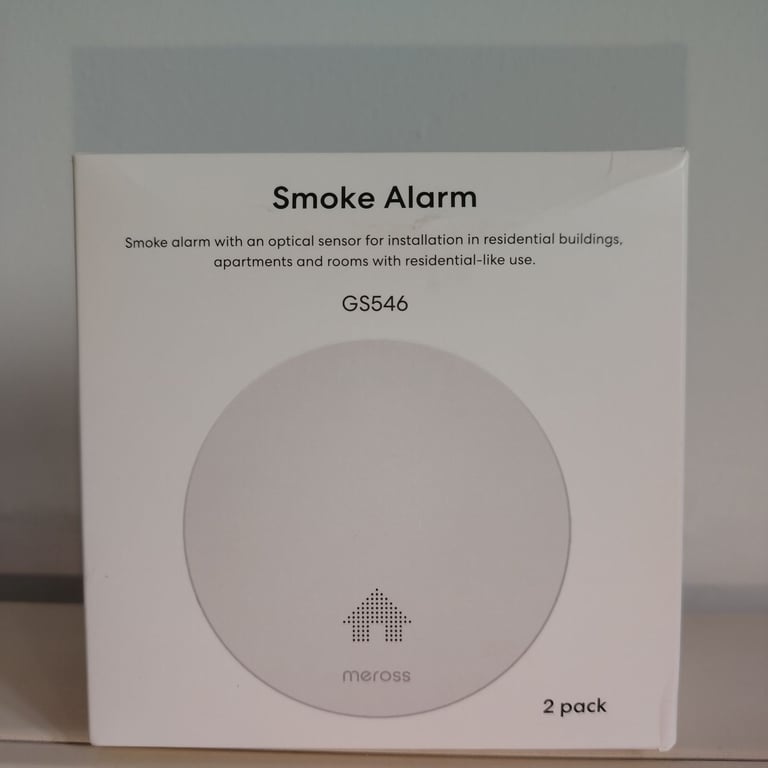 Smoke Alarm
Smoke alarm with an optical sensor for installation in residential buildings,
apartments and rooms with residential-like use.
GS546
meross
2 pack